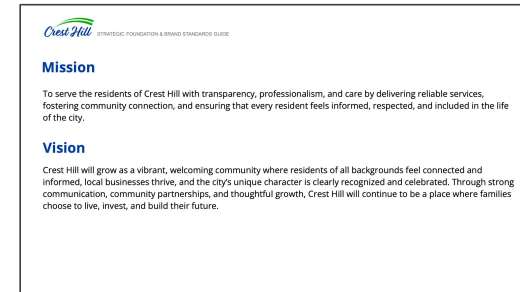 Crest Hill STRATEGIC FOUNDATION & BRAND STANDARDS GUIDE
Mission
To serve the residents of Crest Hill with transparency, professionalism, and care by delivering reliable services,
fostering community connection, and ensuring that every resident feels informed, respected, and included in the life
of the city.
Vision
Crest Hill will grow as a vibrant, welcoming community where residents of all backgrounds feel connected and
informed, local businesses thrive, and the city's unique character is clearly recognized and celebrated. Through strong
communication, community partnerships, and thoughtful growth, Crest Hill will continue to be a place where families
choose to live, invest, and build their future.